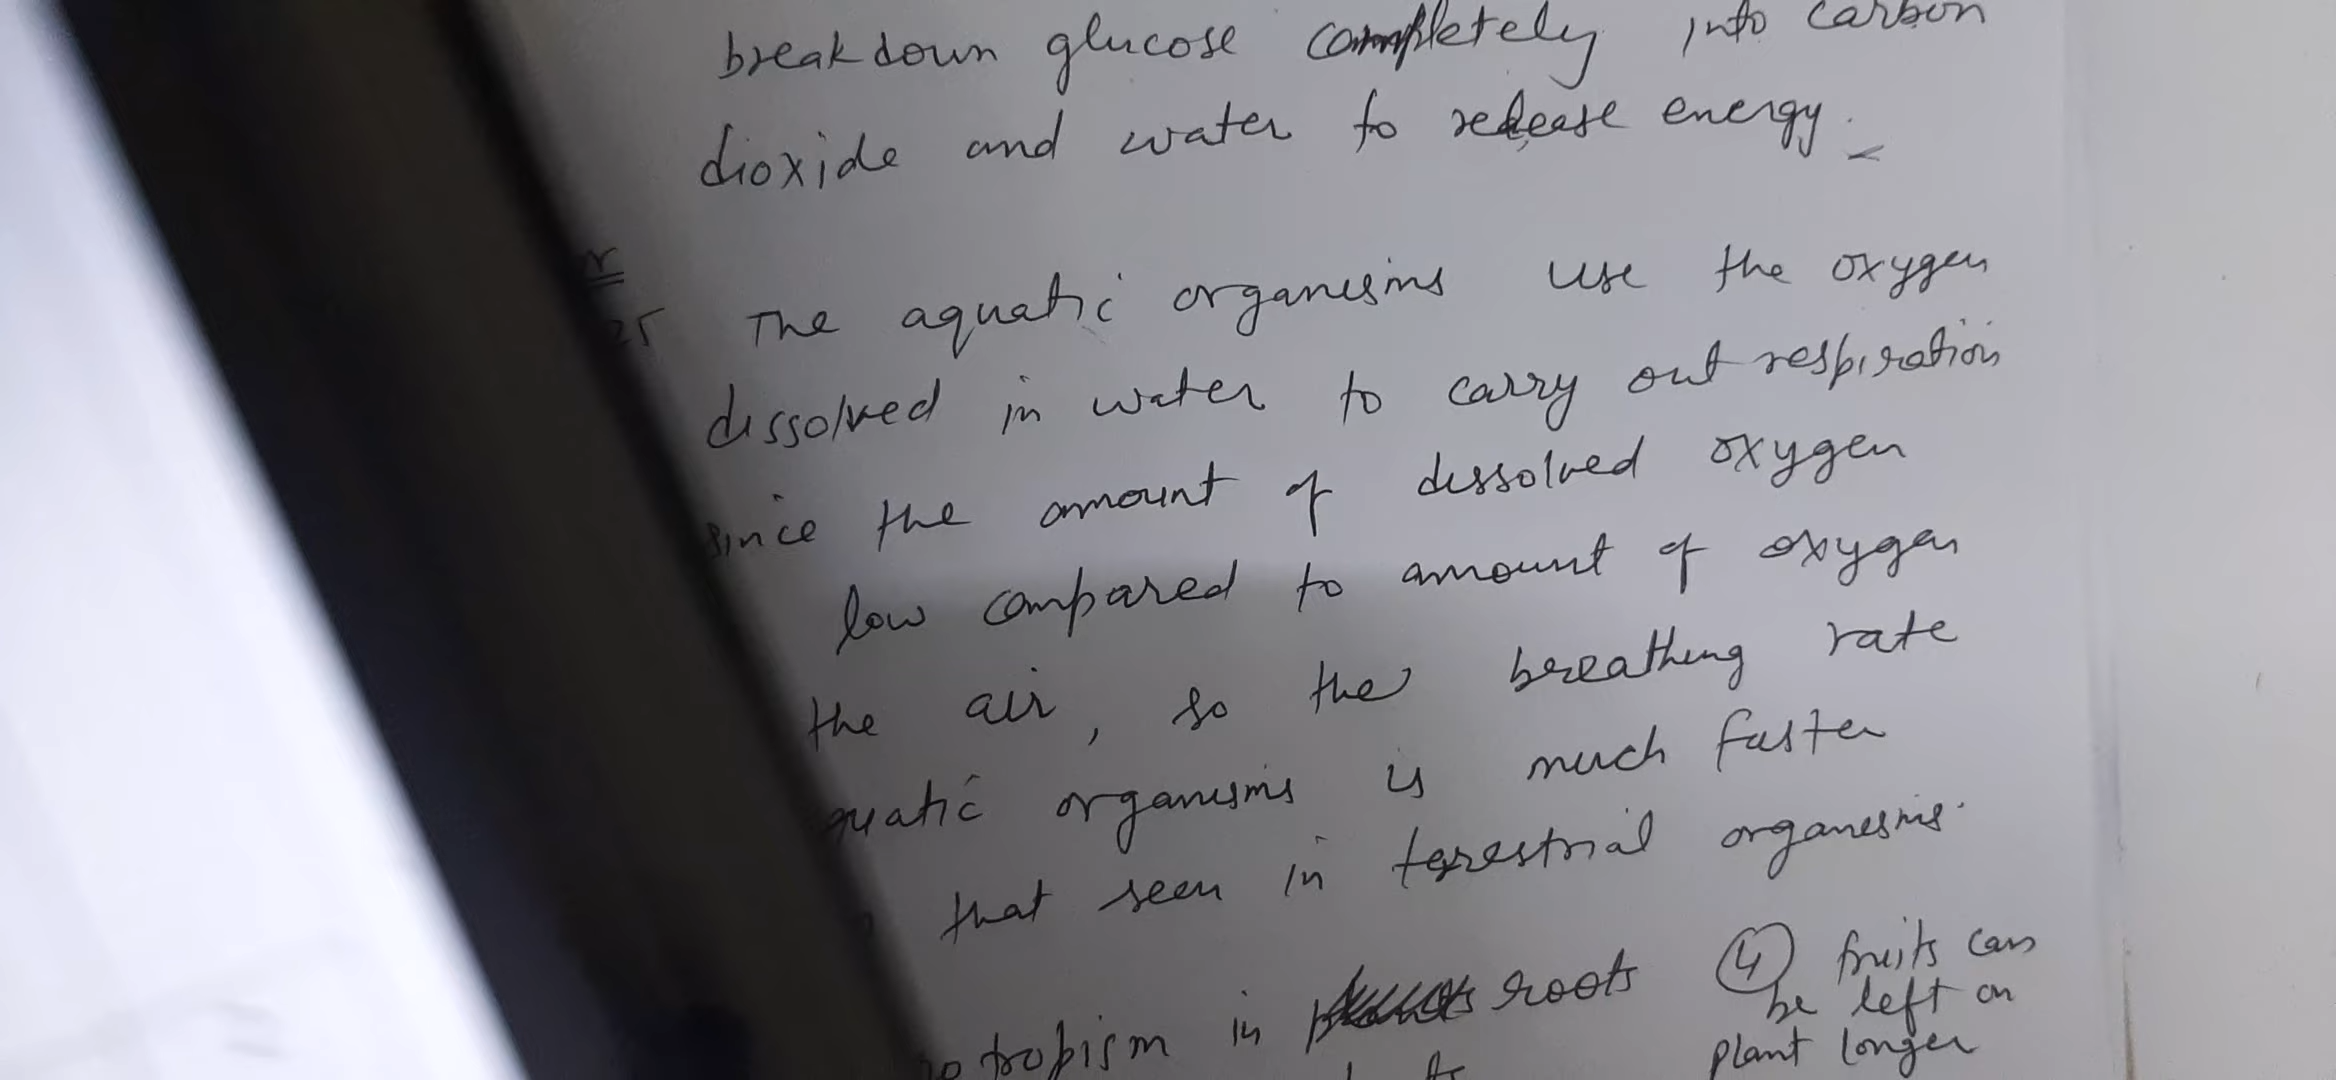 breakdown glucose completely into carbon
dioxide and water to release energy.
25 The aquatic organisms use the oxygen
dissolved in water to carry out respiration
since the amount of dissolved oxygen
low compared to amount of oxygen
the air, so the breathing rate
quatic organisms is much faster
that seen in terestrial organisms.
otropism in roots
④ fruits can
be left on
plant longer